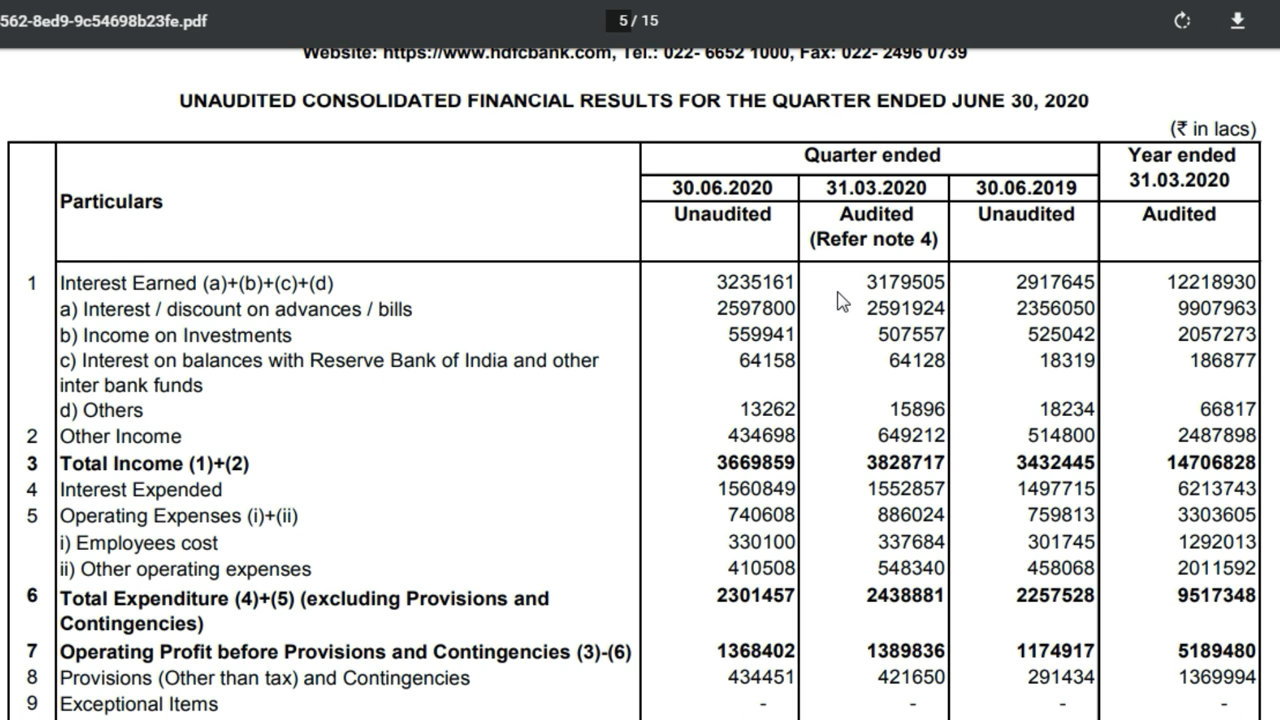 562-8ed9-9c54698b23fe.pdf 5 / 15
Website: https://www.hdfcbank.com, Tel.: 022- 6652 1000, Fax: 022- 2496 0739
UNAUDITED CONSOLIDATED FINANCIAL RESULTS FOR THE QUARTER ENDED JUNE 30, 2020
(₹ in lacs)
Particulars Quarter ended Year ended
31.03.2020
30.06.2020 31.03.2020 30.06.2019
Unaudited Audited Unaudited Audited
(Refer note 4)
1 Interest Earned (a)+(b)+(c)+(d) 3235161 3179505 2917645 12218930
a) Interest / discount on advances / bills 2597800 2591924 2356050 9907963
b) Income on Investments 559941 507557 525042 2057273
c) Interest on balances with Reserve Bank of India and other 64158 64128 18319 186877
inter bank funds
d) Others 13262 15896 18234 66817
2 Other Income 434698 649212 514800 2487898
3 Total Income (1)+(2) 3669859 3828717 3432445 14706828
4 Interest Expended 1560849 1552857 1497715 6213743
5 Operating Expenses (i)+(ii) 740608 886024 759813 3303605
i) Employees cost 330100 337684 301745 1292013
ii) Other operating expenses 410508 548340 458068 2011592
6 Total Expenditure (4)+(5) (excluding Provisions and 2301457 2438881 2257528 9517348
Contingencies)
7 Operating Profit before Provisions and Contingencies (3)-(6) 1368402 1389836 1174917 5189480
8 Provisions (Other than tax) and Contingencies 434451 421650 291434 1369994
9 Exceptional Items - - - -